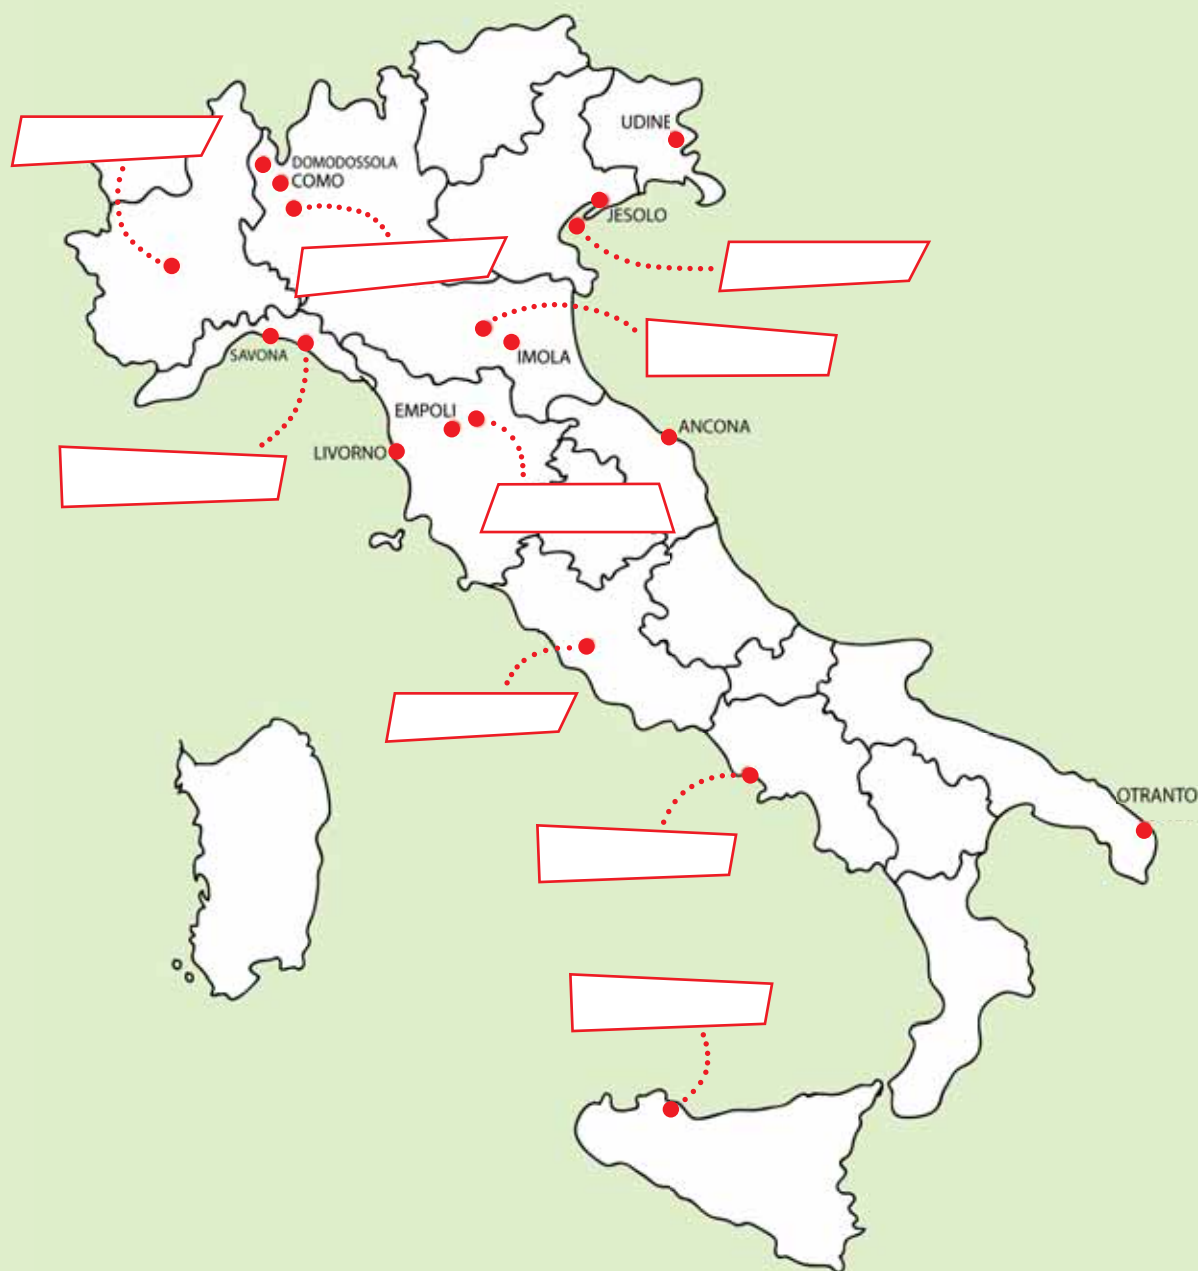 UDINE
DOMODOSSOLA
COMO
JESOLO
SAVONA
IMOLA
EMPOLI
ANCONA
LIVORNO
OTRANTO